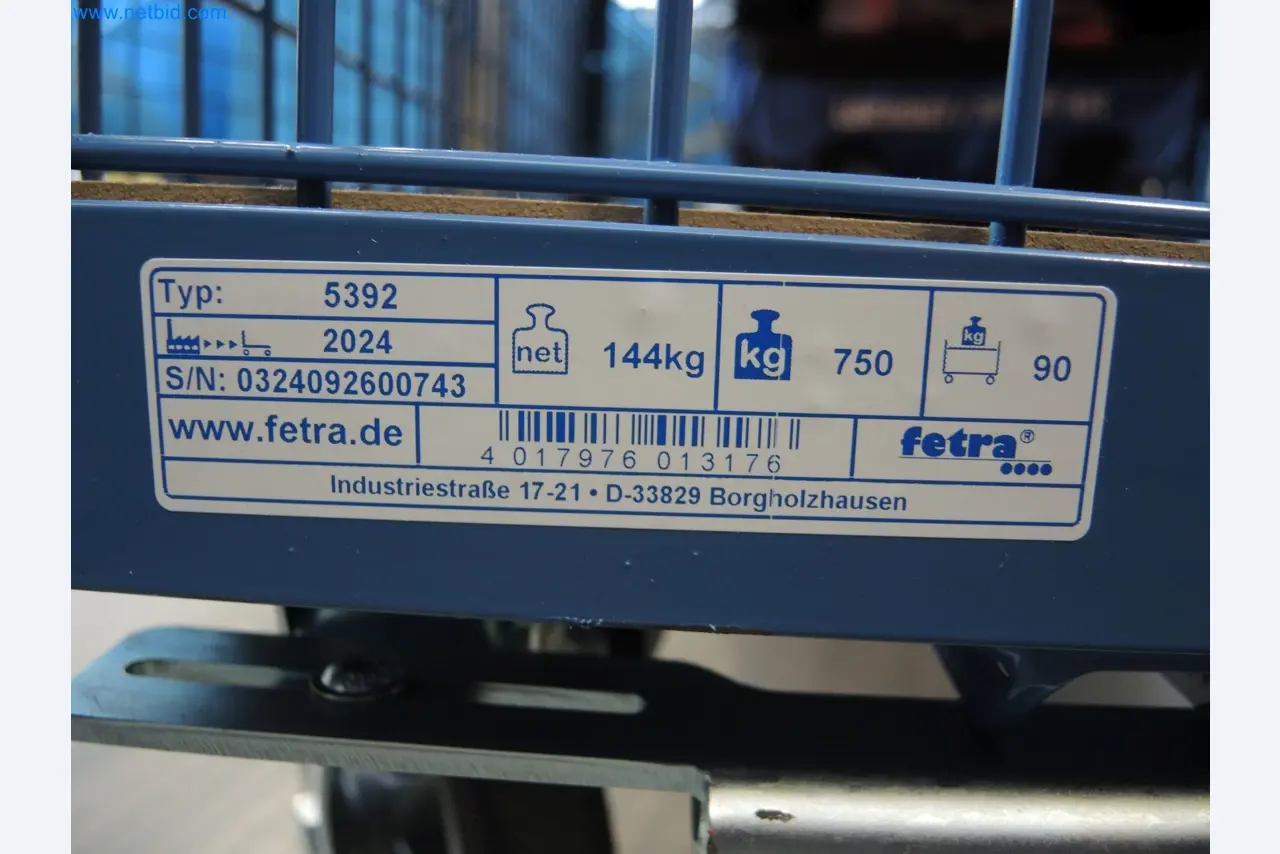 www.netbid.com
Typ: 5392
2024
S/N: 0324092600743
net 144kg
kg 750
kg 90
www.fetra.de
4 017976 013176
fetra®
Industriestraße 17-21 • D-33829 Borgholzhausen